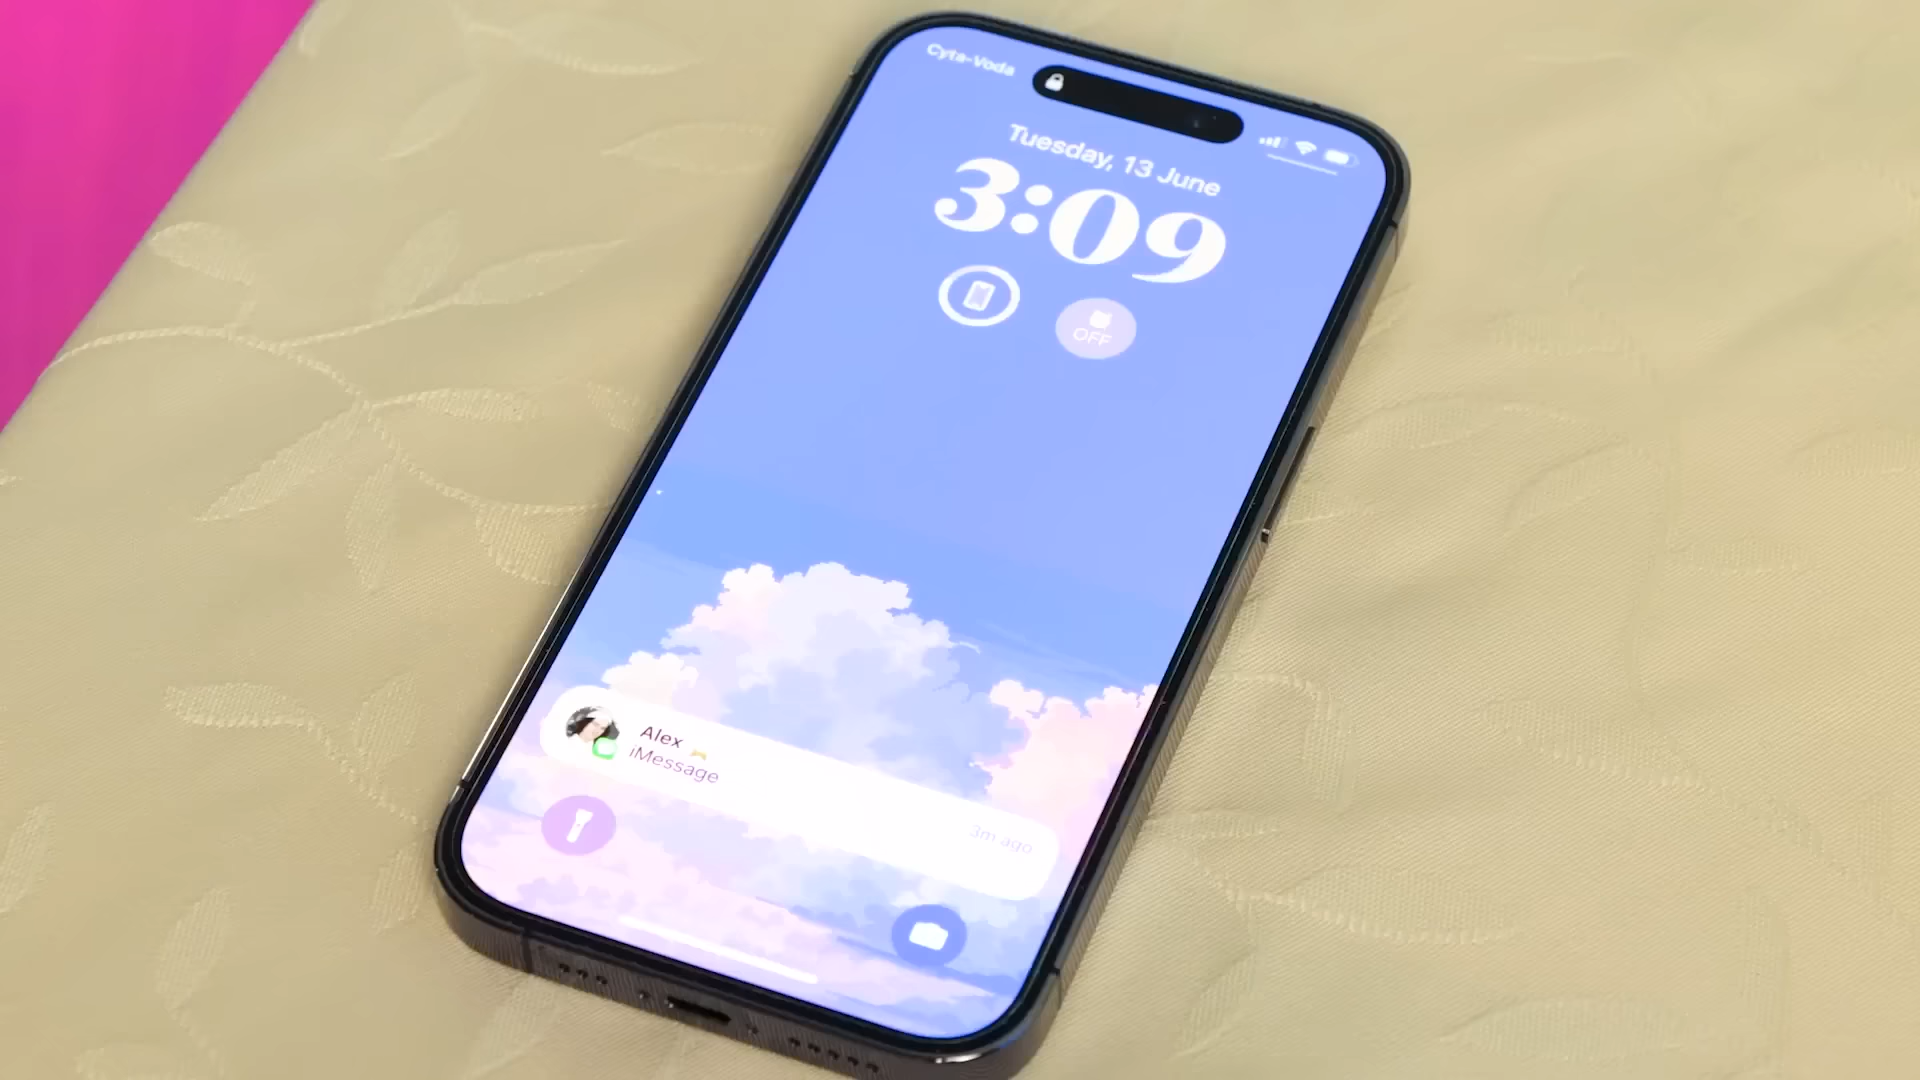 Cyta-Voda
Tuesday, 13 June
3:09
OFF
Alex
iMessage
3m ago